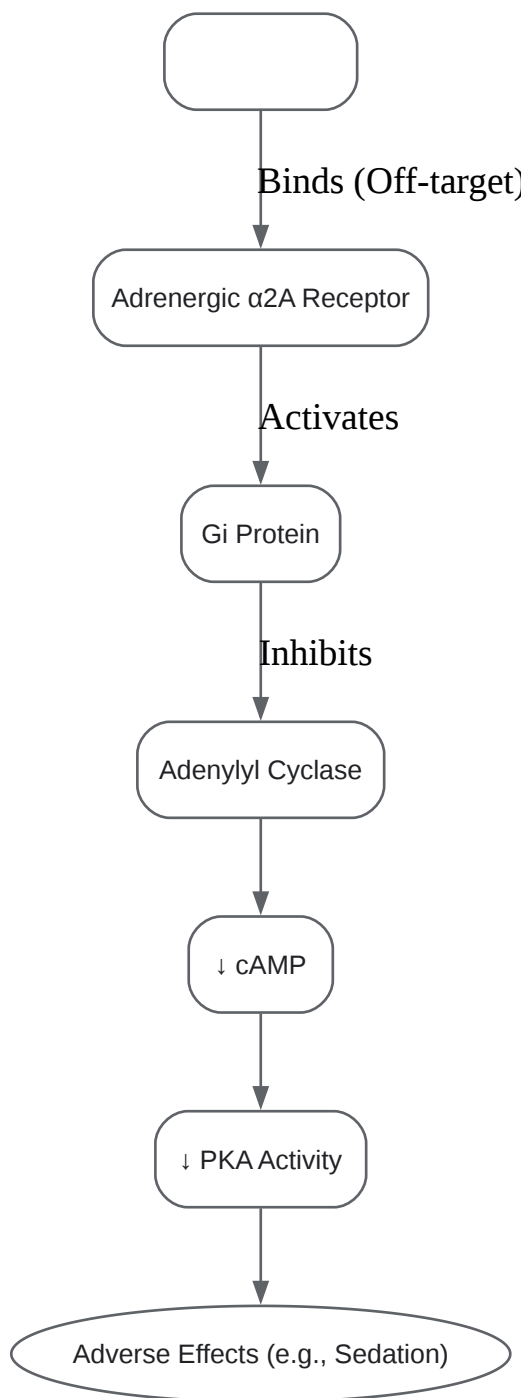 Binds (Off-target)
Adrenergic α2A Receptor
Activates
Gi Protein
Inhibits
Adenylyl Cyclase
↓ cAMP
↓ PKA Activity
Adverse Effects (e.g., Sedation)